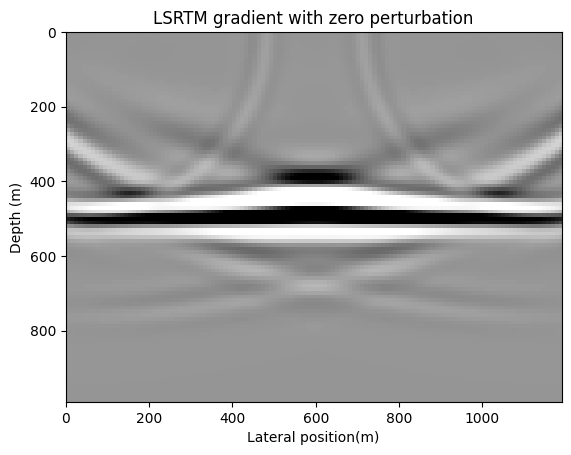 LSRTM gradient with zero perturbation
0
200
400
600
800
Depth (m)
0 200 400 600 800 1000
Lateral position(m)